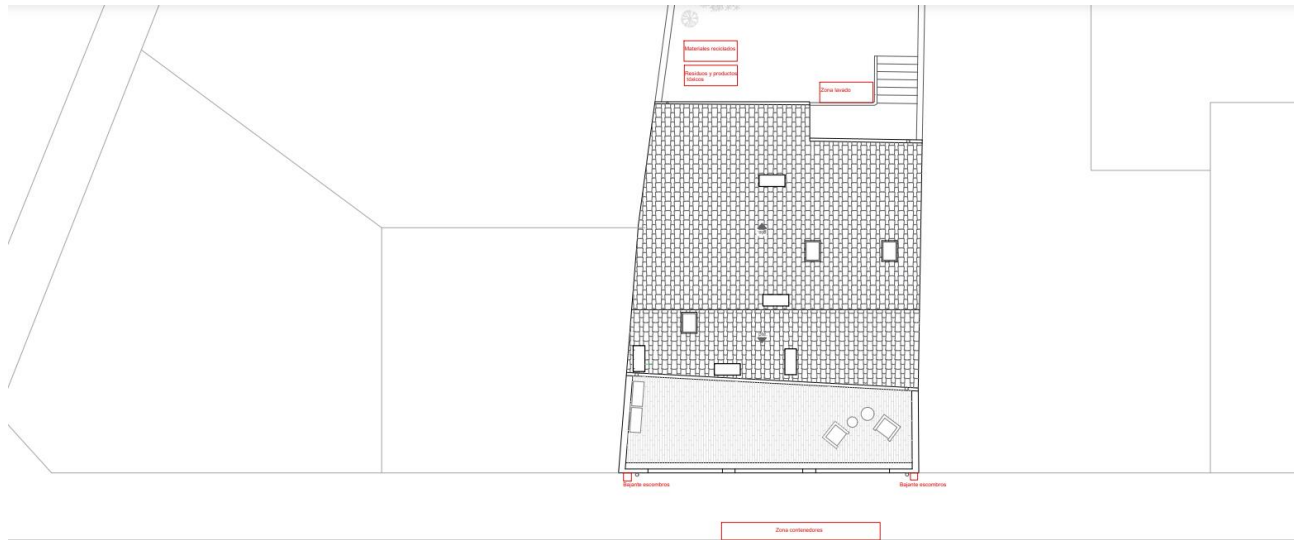 Materiales reciclados
Residuos y productos
tóxicos
Zona lavado
Bajante escombros
Bajante escombros
Zona contenedores